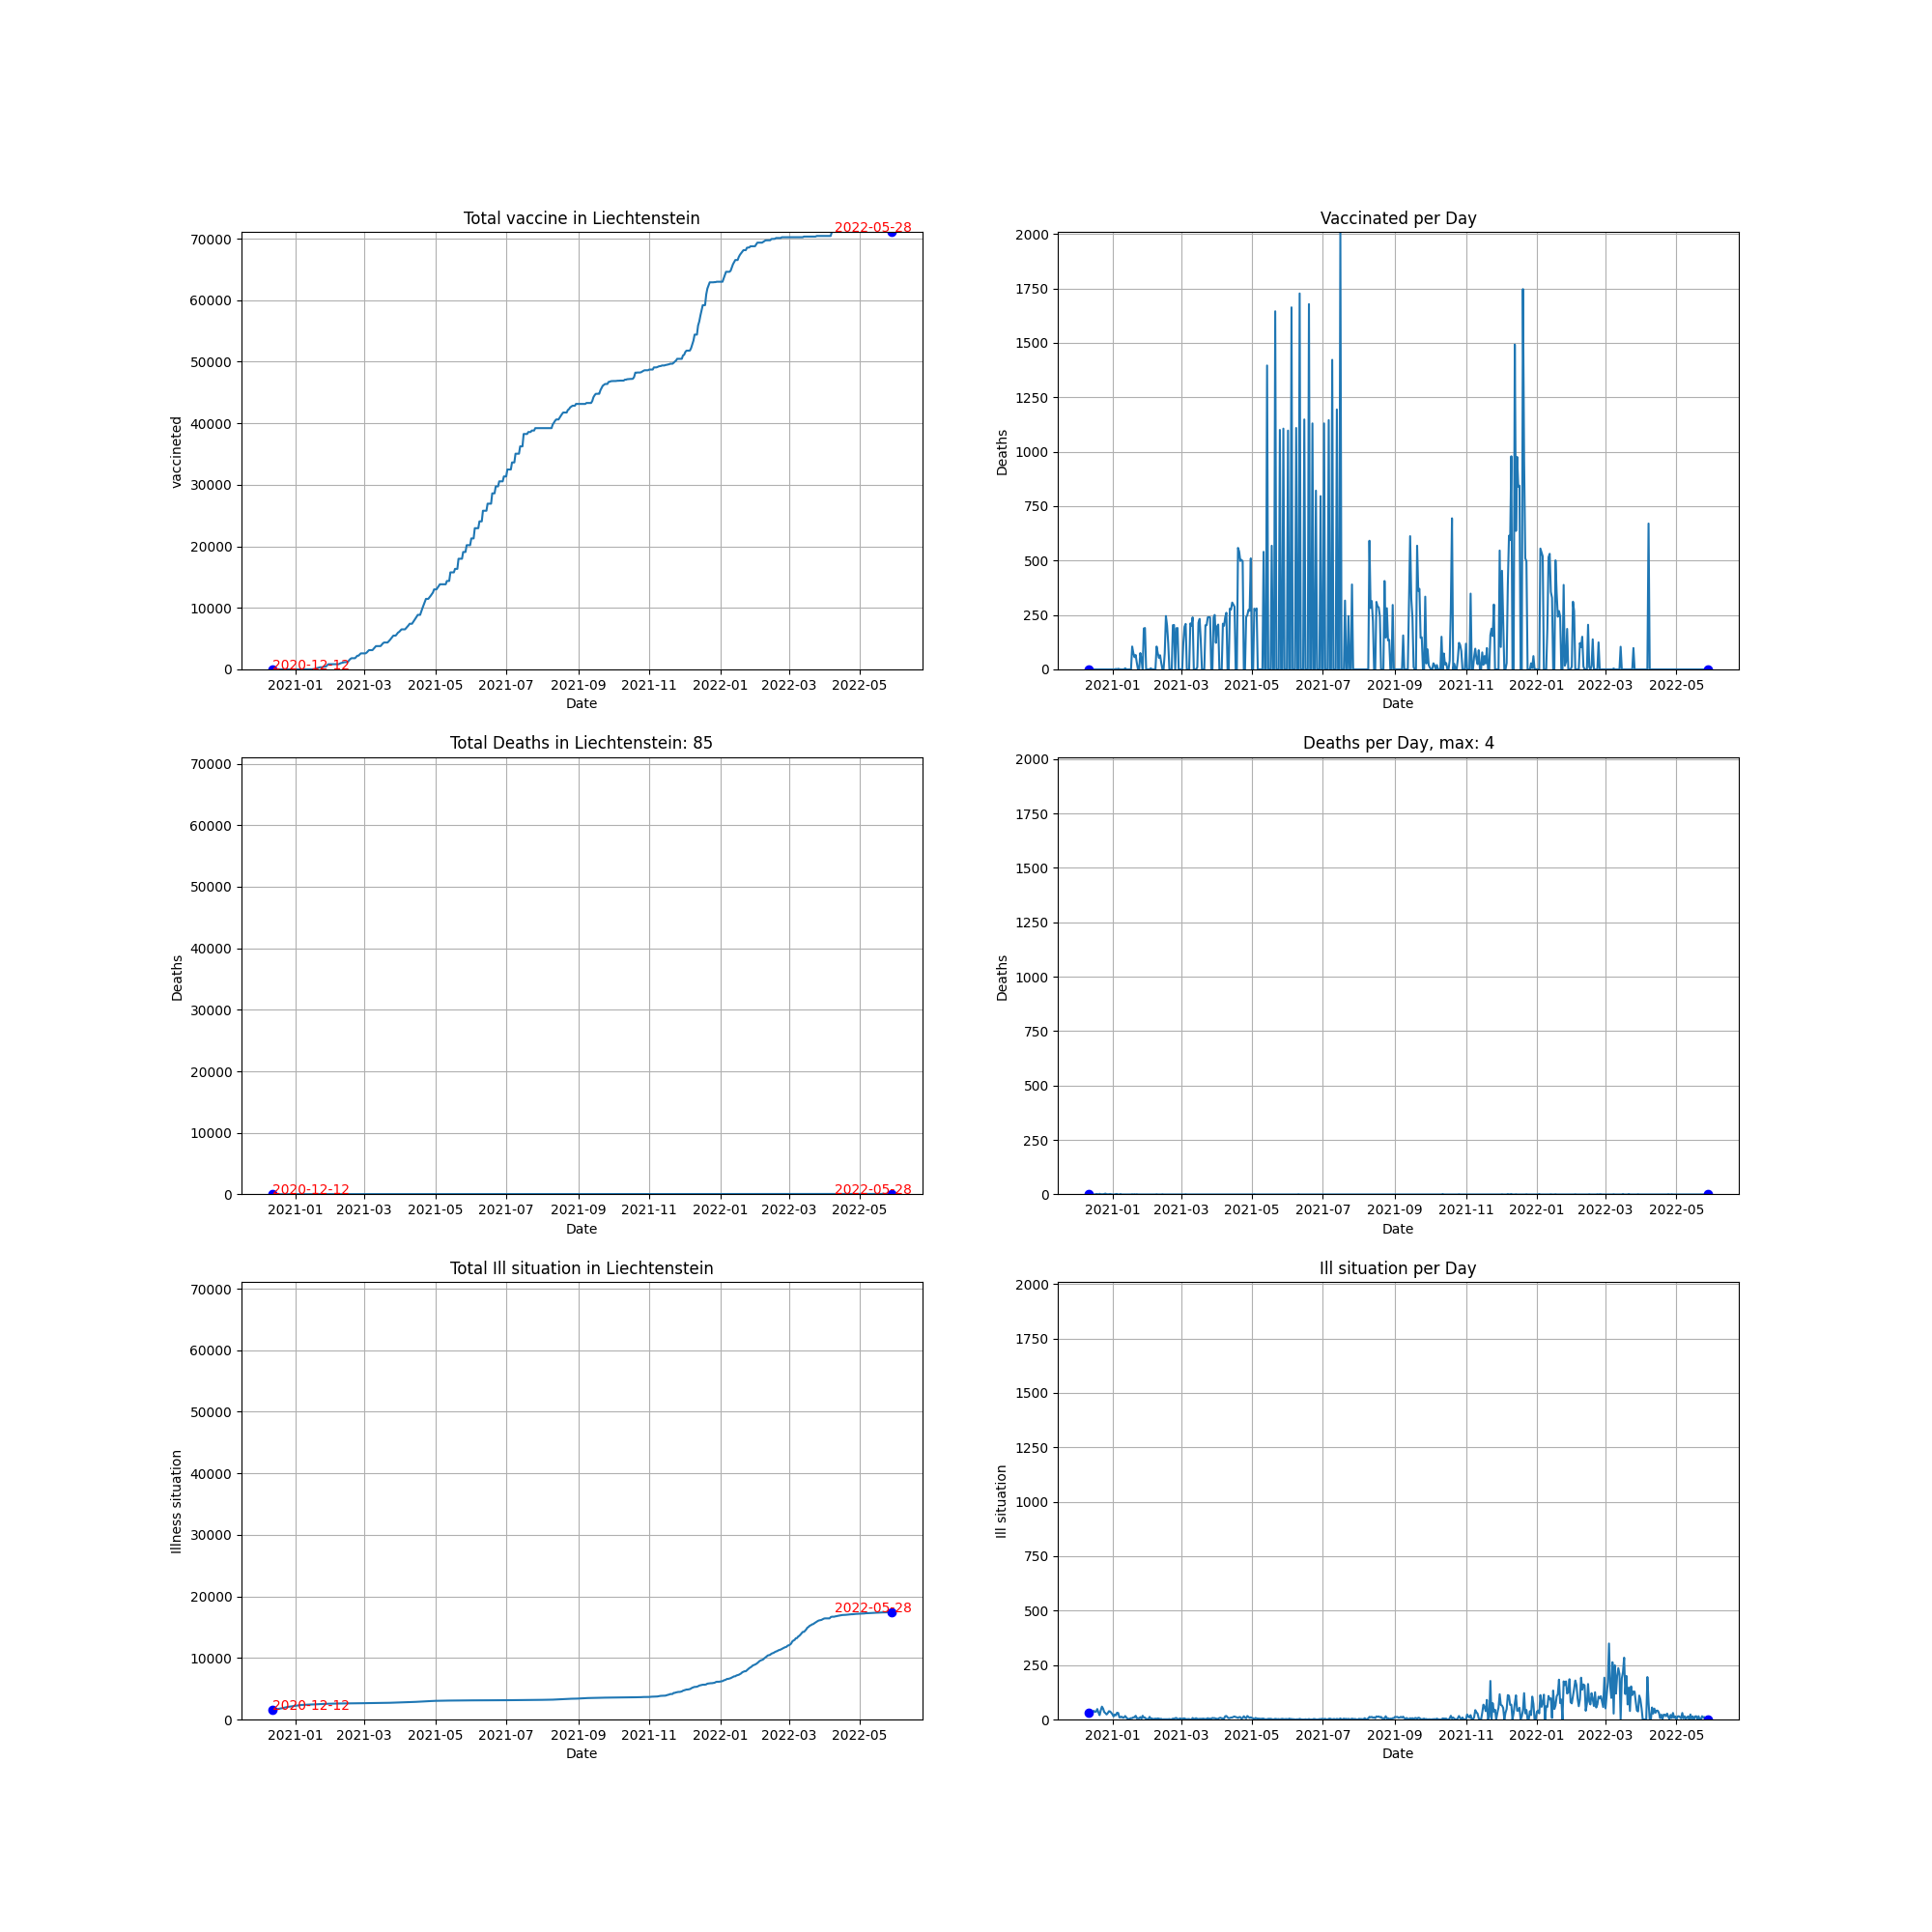 Total vaccine in Liechtenstein
70000
60000
50000
40000
30000
20000
10000
0
vaccineted
2020-12-12
2022-05-28
2021-01 2021-03 2021-05 2021-07 2021-09 2021-11 2022-01 2022-03 2022-05
Date
Vaccinated per Day
2000
1750
1500
1250
1000
750
500
250
0
Deaths
2021-01 2021-03 2021-05 2021-07 2021-09 2021-11 2022-01 2022-03 2022-05
Date
Total Deaths in Liechtenstein: 85
70000
60000
50000
40000
30000
20000
10000
0
Deaths
2020-12-12
2022-05-28
2021-01 2021-03 2021-05 2021-07 2021-09 2021-11 2022-01 2022-03 2022-05
Date
Deaths per Day, max: 4
2000
1750
1500
1250
1000
750
500
250
0
Deaths
2021-01 2021-03 2021-05 2021-07 2021-09 2021-11 2022-01 2022-03 2022-05
Date
Total Ill situation in Liechtenstein
70000
60000
50000
40000
30000
20000
10000
0
Illness situation
2020-12-12
2022-05-28
2021-01 2021-03 2021-05 2021-07 2021-09 2021-11 2022-01 2022-03 2022-05
Date
Ill situation per Day
2000
1750
1500
1250
1000
750
500
250
0
Ill situation
2021-01 2021-03 2021-05 2021-07 2021-09 2021-11 2022-01 2022-03 2022-05
Date